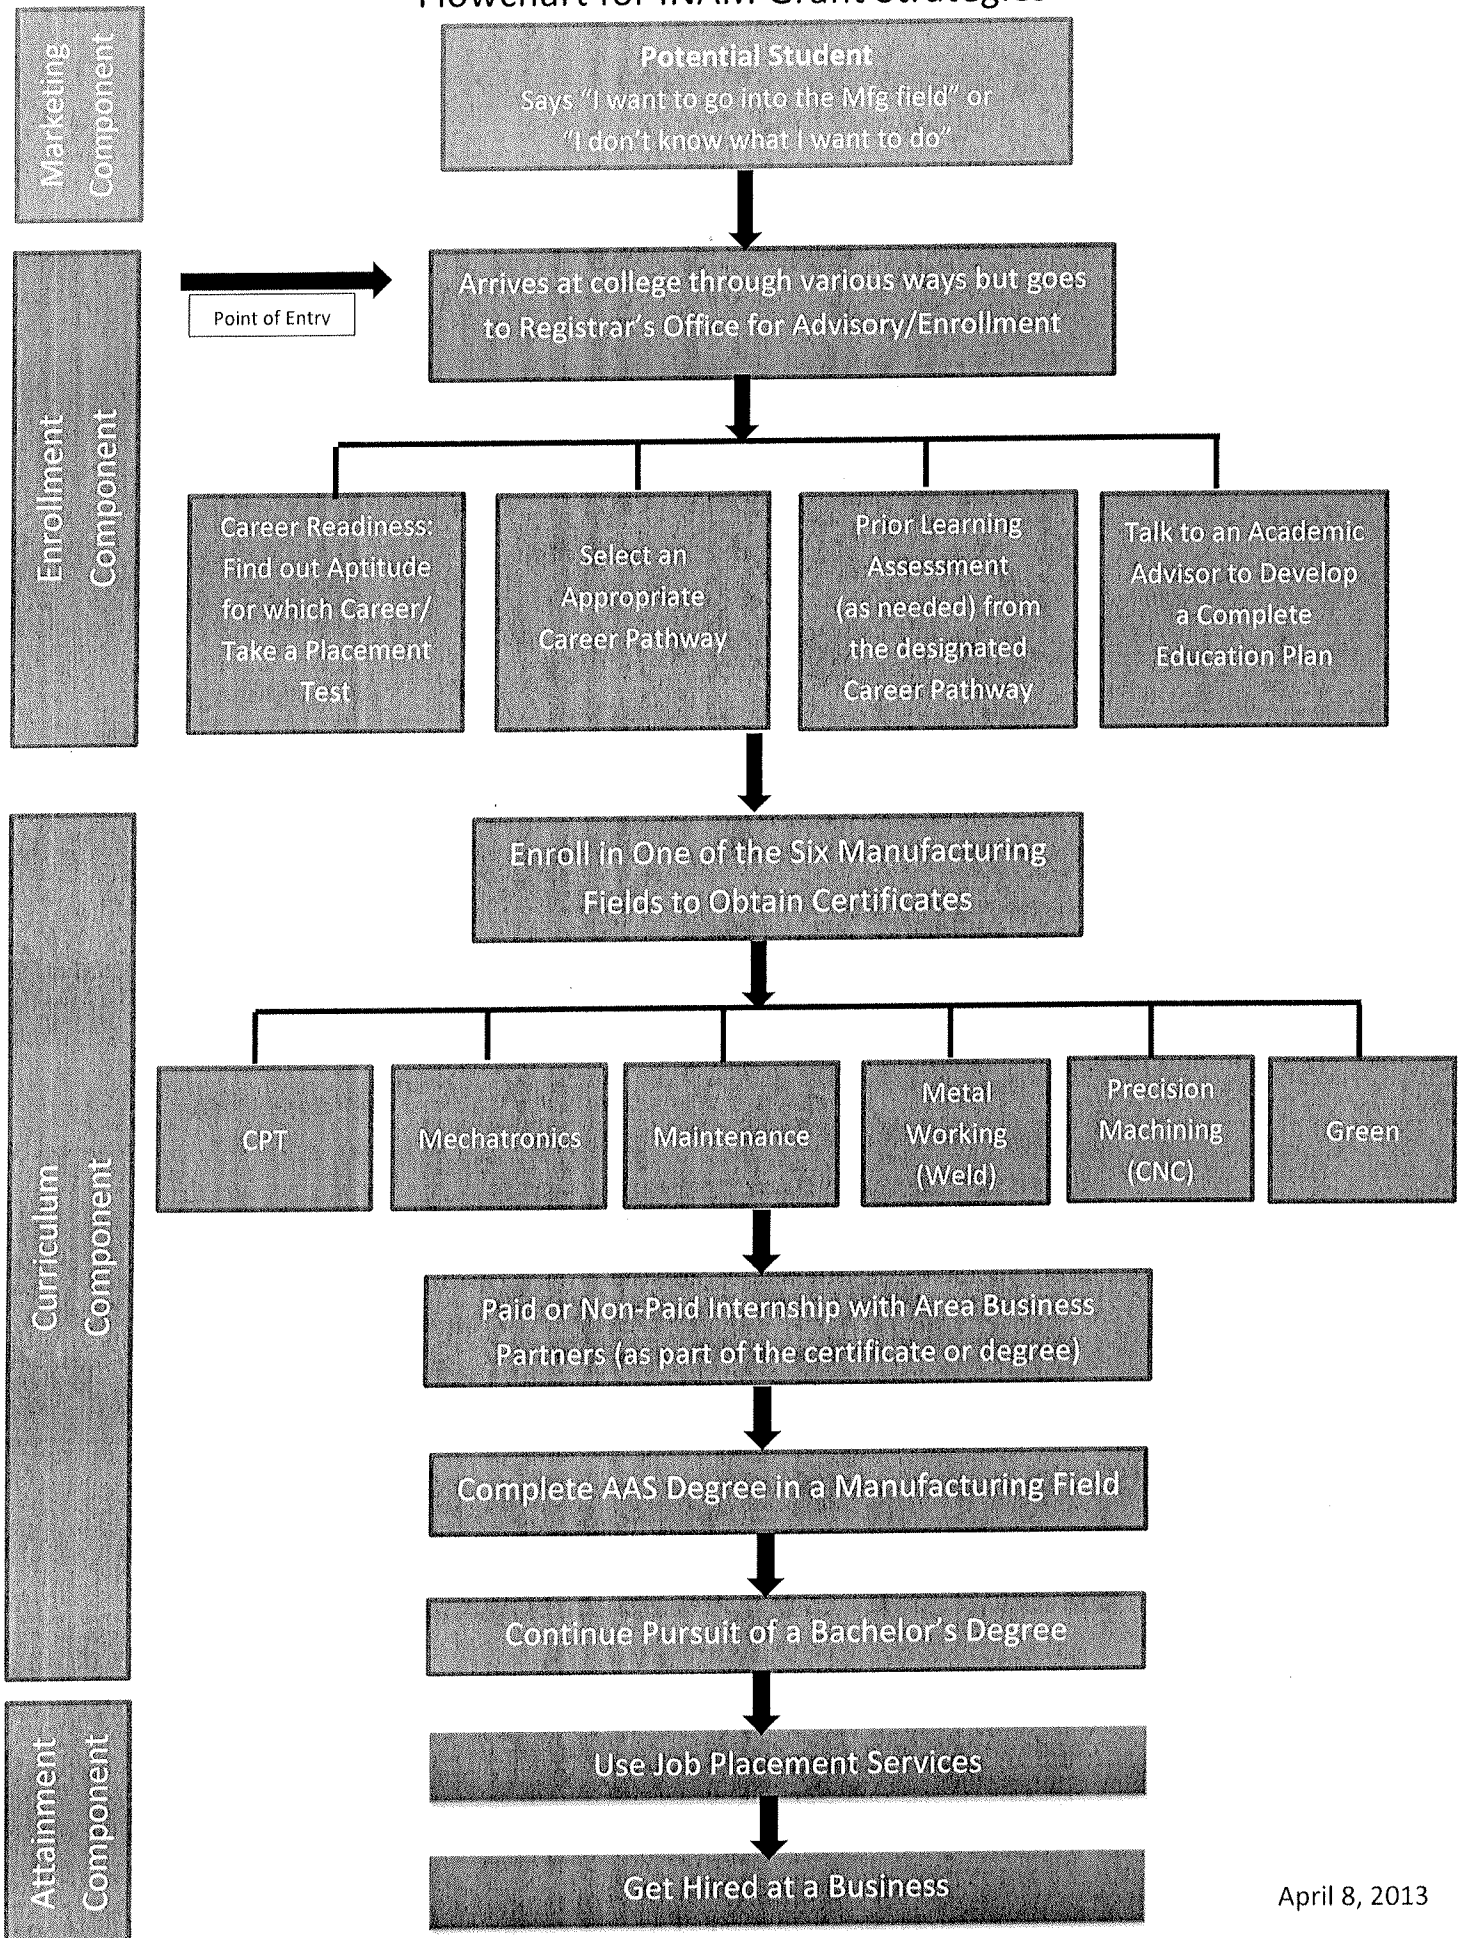 Flowchart for INAM Grant Strategies
Marketing
Component
Potential Student
Says "I want to go into the Mfg field" or
"I don't know what I want to do"
Enrollment
Component
Point of Entry
Arrives at college through various ways but goes
to Registrar's Office for Advisory/Enrollment
Career Readiness:
Find out Aptitude
for which Career/
Take a Placement
Test
Select an
Appropriate
Career Pathway
Prior Learning
Assessment
(as needed) from
the designated
Career Pathway
Talk to an Academic
Advisor to Develop
a Complete
Education Plan
Curriculum
Component
Enroll in One of the Six Manufacturing
Fields to Obtain Certificates
CPT
Mechatronics
Maintenance
Metal
Working
(Weld)
Precision
Machining
(CNC)
Green
Paid or Non-Paid Internship with Area Business
Partners (as part of the certificate or degree)
Complete AAS Degree in a Manufacturing Field
Continue Pursuit of a Bachelor's Degree
Attainment
Component
Use Job Placement Services
Get Hired at a Business
April 8, 2013